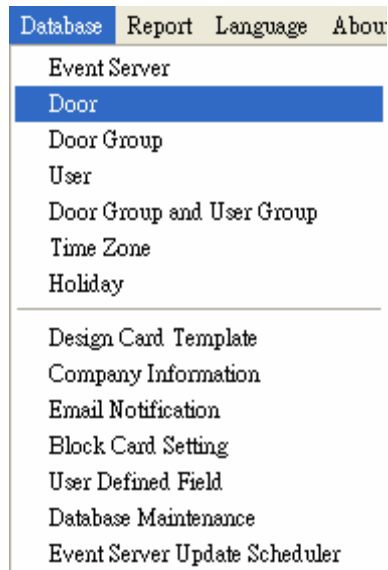 Database Report Language Abou
Event Server
Door
Door Group
User
Door Group and User Group
Time Zone
Holiday
Design Card Template
Company Information
Email Notification
Block Card Setting
User Defined Field
Database Maintenance
Event Server Update Scheduler